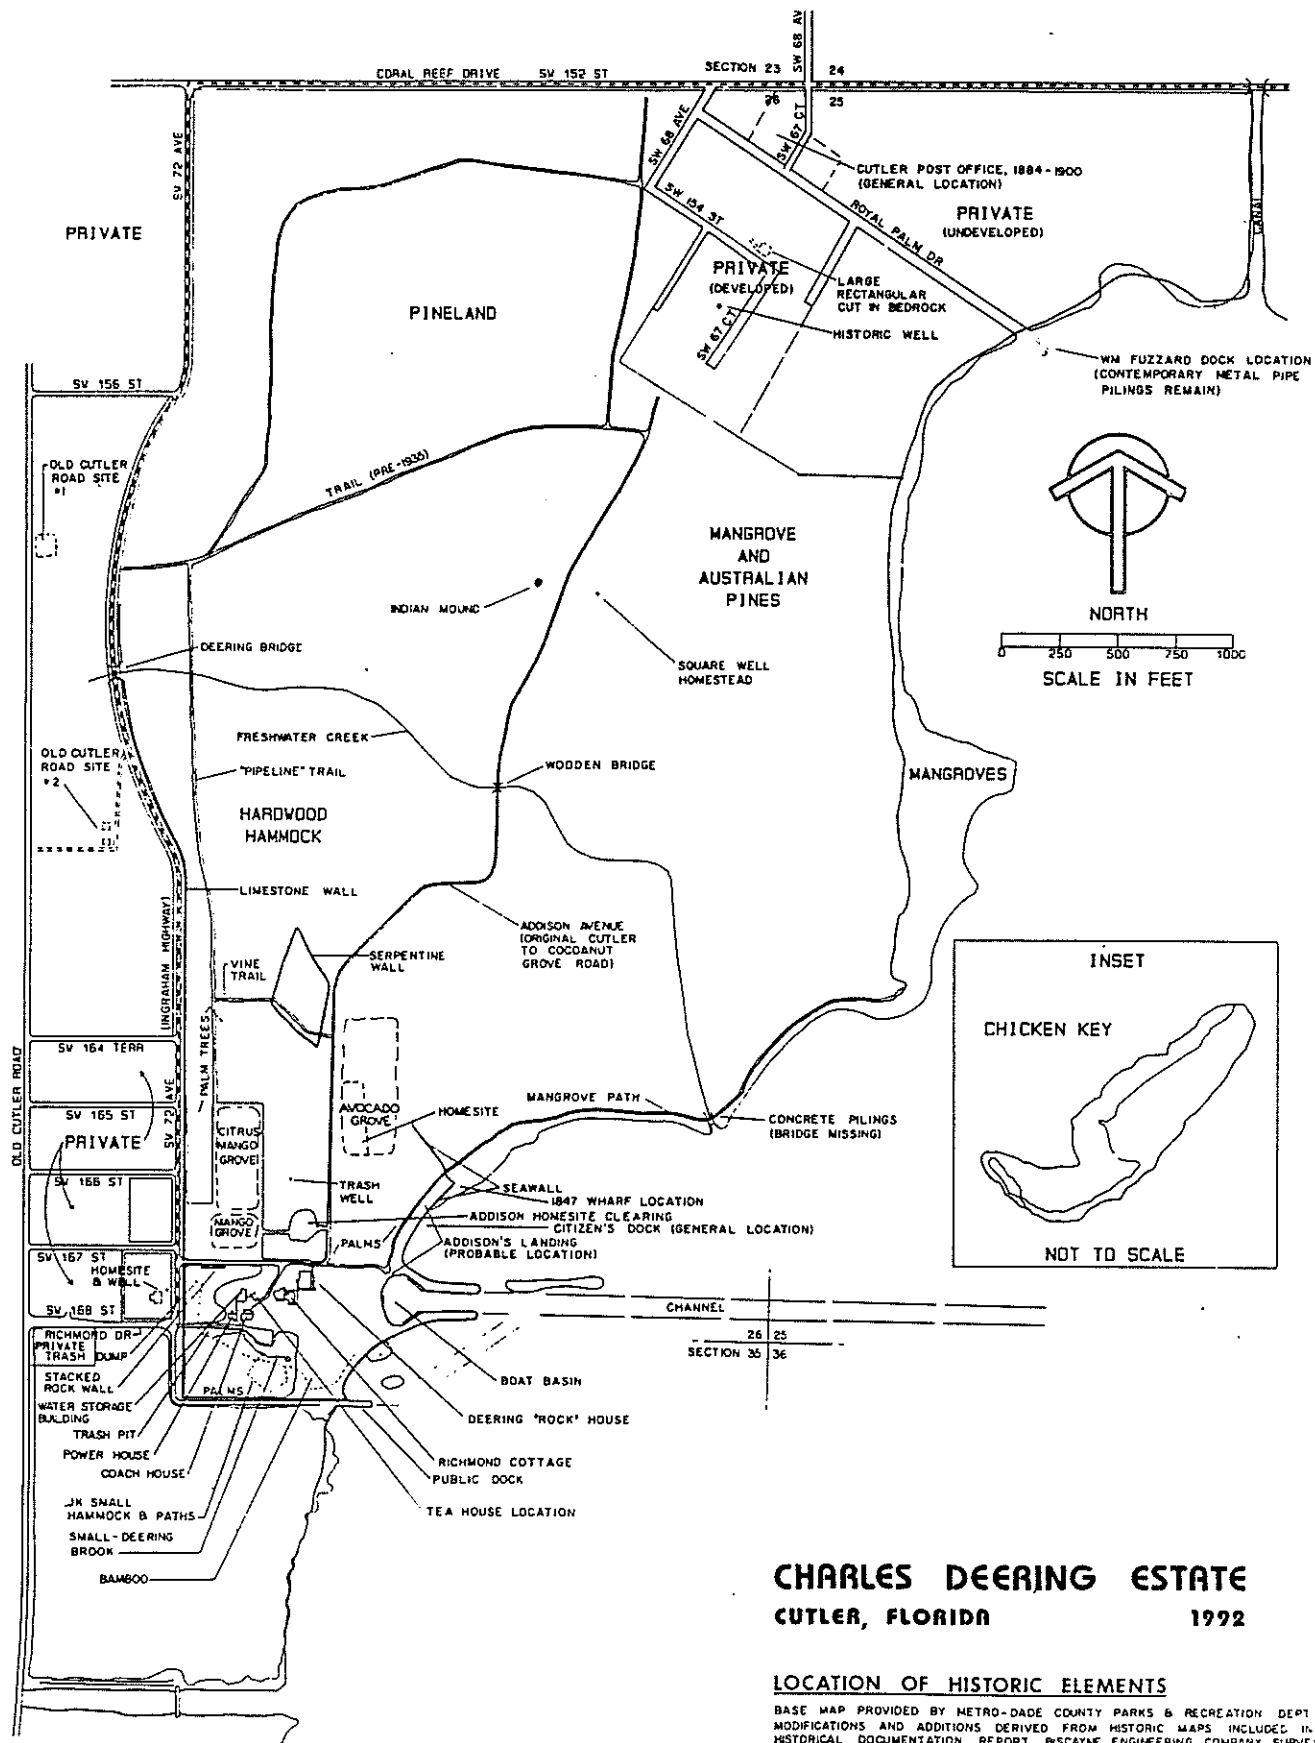 CORAL REEF DRIVE SW 152 ST
SECTION 23
24
26
25
SW 68 AV
SW 72 AVE
SW 68 AVE
SW 67 CT
CUTLER POST OFFICE, 1884-1900
(GENERAL LOCATION)
PRIVATE
SW 154 ST
ROYAL PALM DR
PRIVATE
(UNDEVELOPED)
CANAL
PRIVATE
(DEVELOPED)
LARGE
RECTANGULAR
CUT IN BEDROCK
PINELAND
SW 67 CT
HISTORIC WELL
WM FUZZARD DOCK LOCATION
(CONTEMPORARY METAL PIPE
PILINGS REMAIN)
SW 156 ST
OLD CUTLER
ROAD SITE
#1
TRAIL (PRE-1935)
MANGROVE
AND
AUSTRALIAN
PINES
NORTH
0 250 500 750 1000
SCALE IN FEET
INDIAN MOUND
DEERING BRIDGE
SQUARE WELL
HOMESTEAD
FRESHWATER CREEK
OLD CUTLER
ROAD SITE
#2
"PIPELINE" TRAIL
WOODEN BRIDGE
MANGROVES
HARDWOOD
HAMMOCK
LIMESTONE WALL
(INGRAHAM HIGHWAY)
ADDISON AVENUE
(ORIGINAL CUTLER
TO COCOANUT
GROVE ROAD)
SERPENTINE
WALL
VINE
TRAIL
INSET
CHICKEN KEY
NOT TO SCALE
OLD CUTLER ROAD
SW 164 TERR
SW 72 AVE
PALM TREES
SW 165 ST
PRIVATE
CITRUS
MANGO
GROVE
AVOCADO
GROVE
HOMESITE
MANGROVE PATH
CONCRETE PILINGS
(BRIDGE MISSING)
SW 166 ST
TRASH
WELL
SEAWALL
1847 WHARF LOCATION
ADDISON HOMESITE CLEARING
CITIZEN'S DOCK (GENERAL LOCATION)
MANGO
GROVE
PALMS
ADDISON'S LANDING
(PROBABLE LOCATION)
SW 167 ST
HOMESITE
& WELL
CHANNEL
SW 168 ST
26 25
SECTION 35 36
RICHMOND DR
PRIVATE
TRASH DUMP
STACKED
ROCK WALL
PALMS
BOAT BASIN
WATER STORAGE
BUILDING
DEERING "ROCK" HOUSE
TRASH PIT
POWER HOUSE
COACH HOUSE
RICHMOND COTTAGE
PUBLIC DOCK
JK SMALL
HAMMOCK & PATHS
TEA HOUSE LOCATION
SMALL-DEERING
BROOK
BAMBOO
CHARLES DEERING ESTATE
CUTLER, FLORIDA 1992
LOCATION OF HISTORIC ELEMENTS
BASE MAP PROVIDED BY METRO-DADE COUNTY PARKS & RECREATION DEPT
MODIFICATIONS AND ADDITIONS DERIVED FROM HISTORIC MAPS INCLUDED IN
HISTORICAL DOCUMENTATION REPORT, BISCAYNE ENGINEERING COMPANY SURVEY